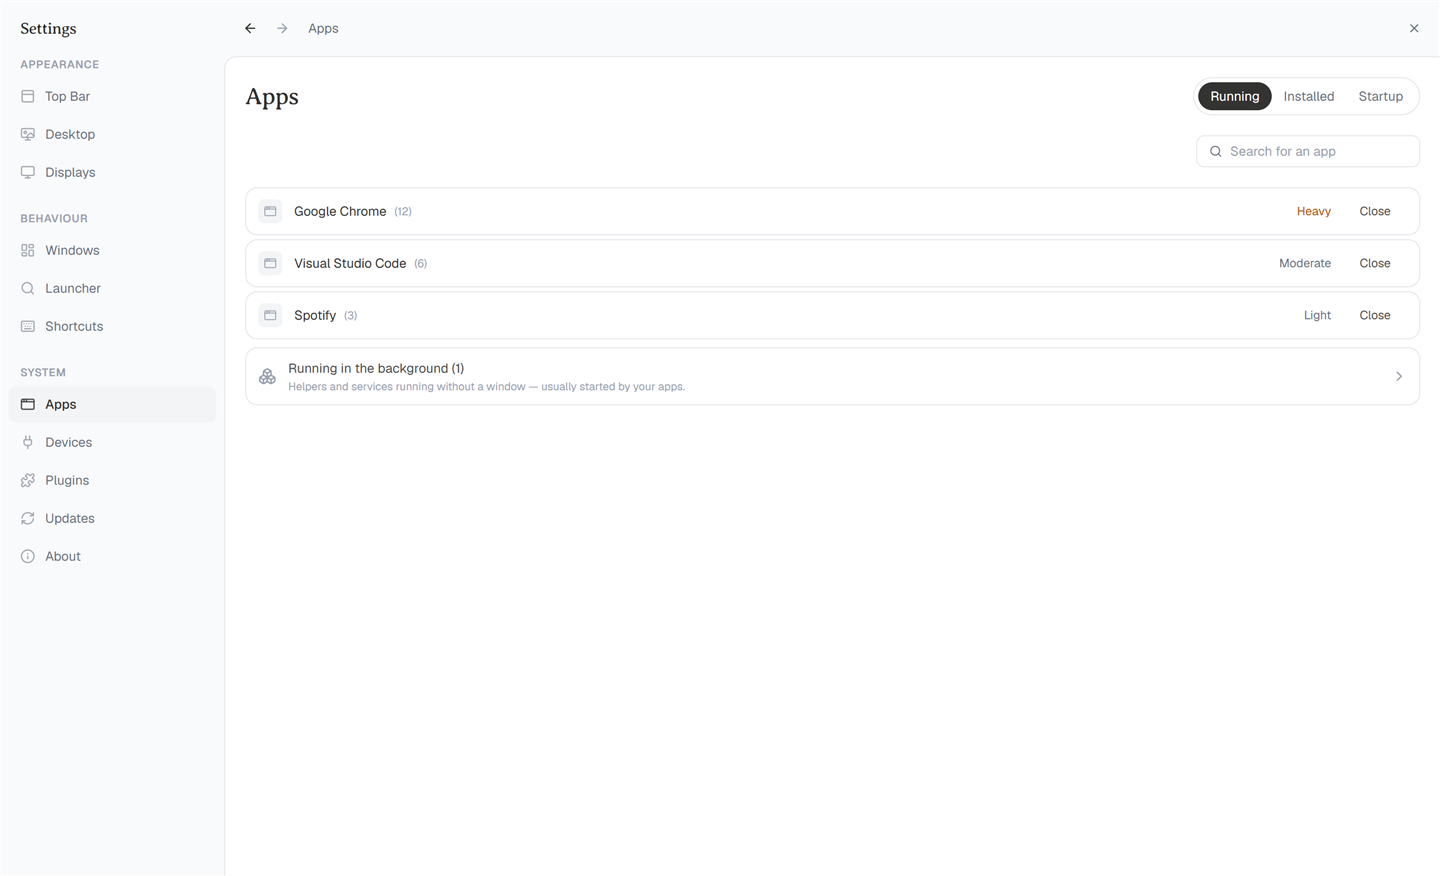 Settings
Apps
APPEARANCE
Top Bar
Desktop
Displays
BEHAVIOUR
Windows
Launcher
Shortcuts
SYSTEM
Apps
Devices
Plugins
Updates
About
Apps
Running
Installed
Startup
Search for an app
Google Chrome (12)
Heavy
Close
Visual Studio Code (6)
Moderate
Close
Spotify (3)
Light
Close
Running in the background (1)
Helpers and services running without a window — usually started by your apps.